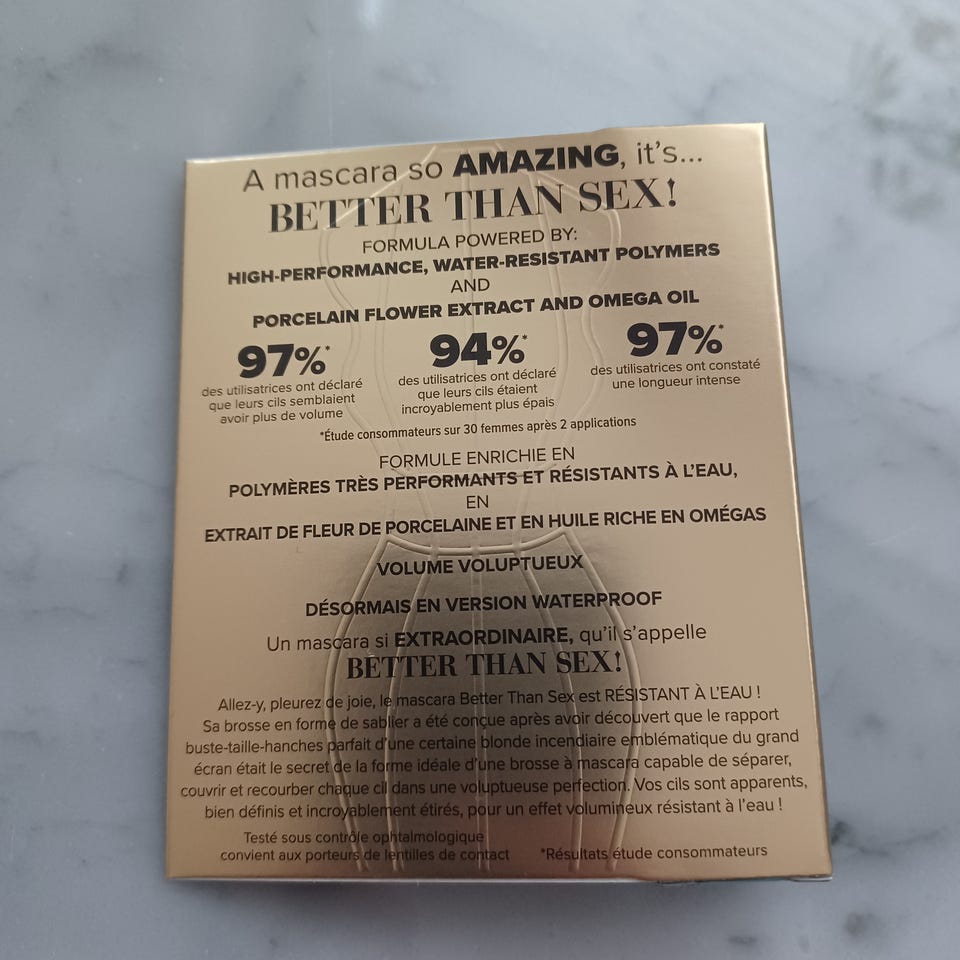 A mascara so AMAZING, it's...
BETTER THAN SEX!
FORMULA POWERED BY:
HIGH-PERFORMANCE, WATER-RESISTANT POLYMERS
AND
PORCELAIN FLOWER EXTRACT AND OMEGA OIL
97%*
des utilisatrices ont déclaré
que leurs cils semblaient
avoir plus de volume
94%*
des utilisatrices ont déclaré
que leurs cils étaient
incroyablement plus épais
97%*
des utilisatrices ont constaté
une longueur intense
*Étude consommateurs sur 30 femmes après 2 applications
FORMULE ENRICHIE EN
POLYMÈRES TRÈS PERFORMANTS ET RÉSISTANTS À L'EAU,
EN
EXTRAIT DE FLEUR DE PORCELAINE ET EN HUILE RICHE EN OMÉGAS
VOLUME VOLUPTUEUX
DÉSORMAIS EN VERSION WATERPROOF
Un mascara si EXTRAORDINAIRE, qu'il s'appelle
BETTER THAN SEX!
Allez-y, pleurez de joie, le mascara Better Than Sex est RÉSISTANT À L'EAU !
Sa brosse en forme de sablier a été conçue après avoir découvert que le rapport
buste-taille-hanches parfait d'une certaine blonde incendiaire emblématique du grand
écran était le secret de la forme idéale d'une brosse à mascara capable de séparer,
couvrir et recourber chaque cil dans une voluptueuse perfection. Vos cils sont apparents,
bien définis et incroyablement étirés, pour un effet volumineux résistant à l'eau !
Testé sous contrôle ophtalmologique
convient aux porteurs de lentilles de contact
*Résultats étude consommateurs